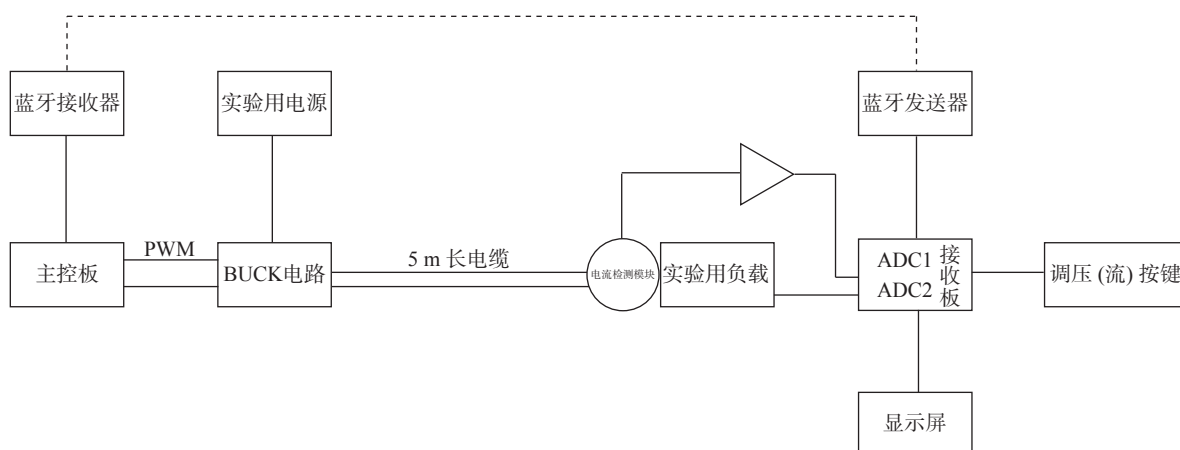 蓝牙接收器
实验用电源
蓝牙发送器
主控板
PWM
BUCK电路
5 m 长电缆
电流检测模块
实验用负载
ADC1
ADC2
接收板
调压 (流) 按键
显示屏